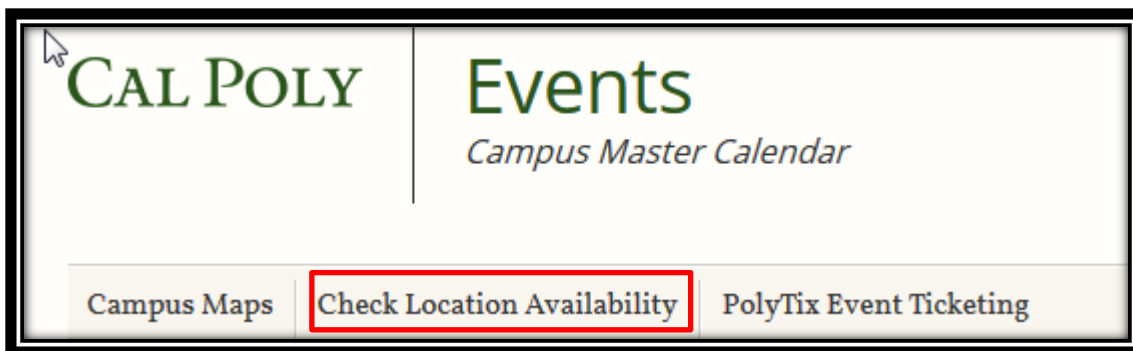 CAL POLY
Events
Campus Master Calendar
Campus Maps Check Location Availability PolyTix Event Ticketing